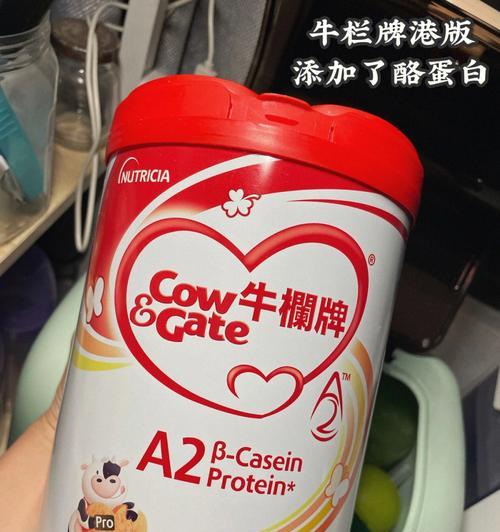 牛栏牌港版
添加了酪蛋白
NUTRICIA
Cow
&Gate
牛欄牌
®
A2™
A2 β-Casein
Protein*
Pro